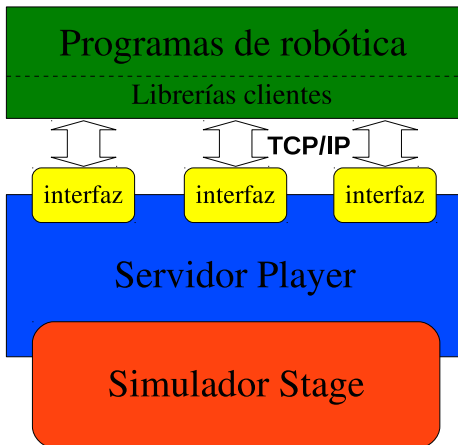 Programas de robótica
Librerías clientes
TCP/IP
interfaz interfaz interfaz
Servidor Player
Simulador Stage